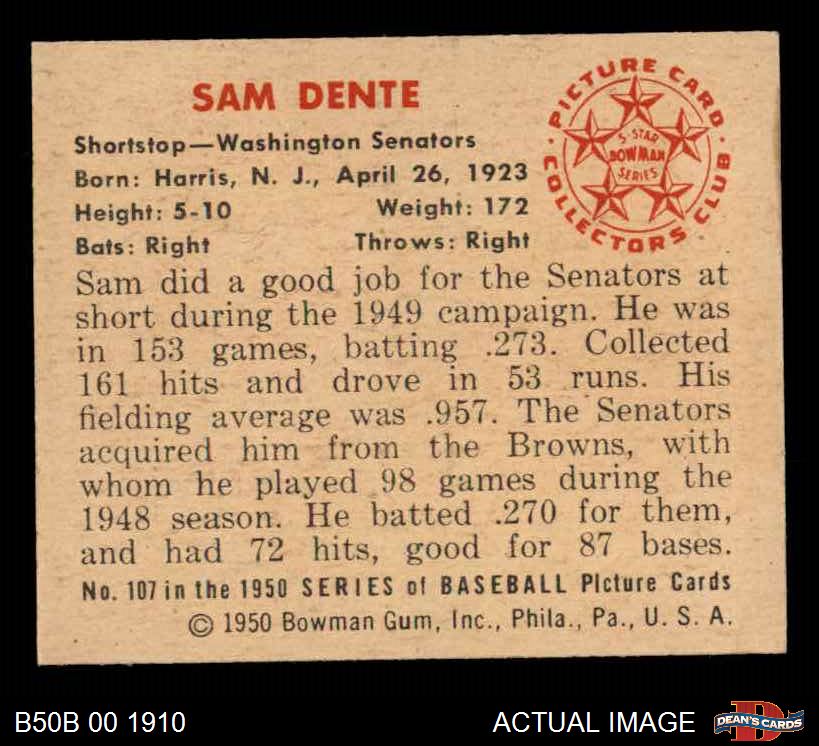 SAM DENTE
Shortstop—Washington Senators
Born: Harris, N. J., April 26, 1923
Height: 5-10 Weight: 172
Bats: Right Throws: Right
PICTURE CARD
COLLECTORS CLUB
5-STAR
BOWMAN
SERIES
Sam did a good job for the Senators at
short during the 1949 campaign. He was
in 153 games, batting .273. Collected
161 hits and drove in 53 runs. His
fielding average was .957. The Senators
acquired him from the Browns, with
whom he played 98 games during the
1948 season. He batted .270 for them,
and had 72 hits, good for 87 bases.
No. 107 in the 1950 SERIES of BASEBALL Picture Cards
© 1950 Bowman Gum, Inc., Phila., Pa., U. S. A.
B50B 00 1910
ACTUAL IMAGE
D
DEAN'S CARDS